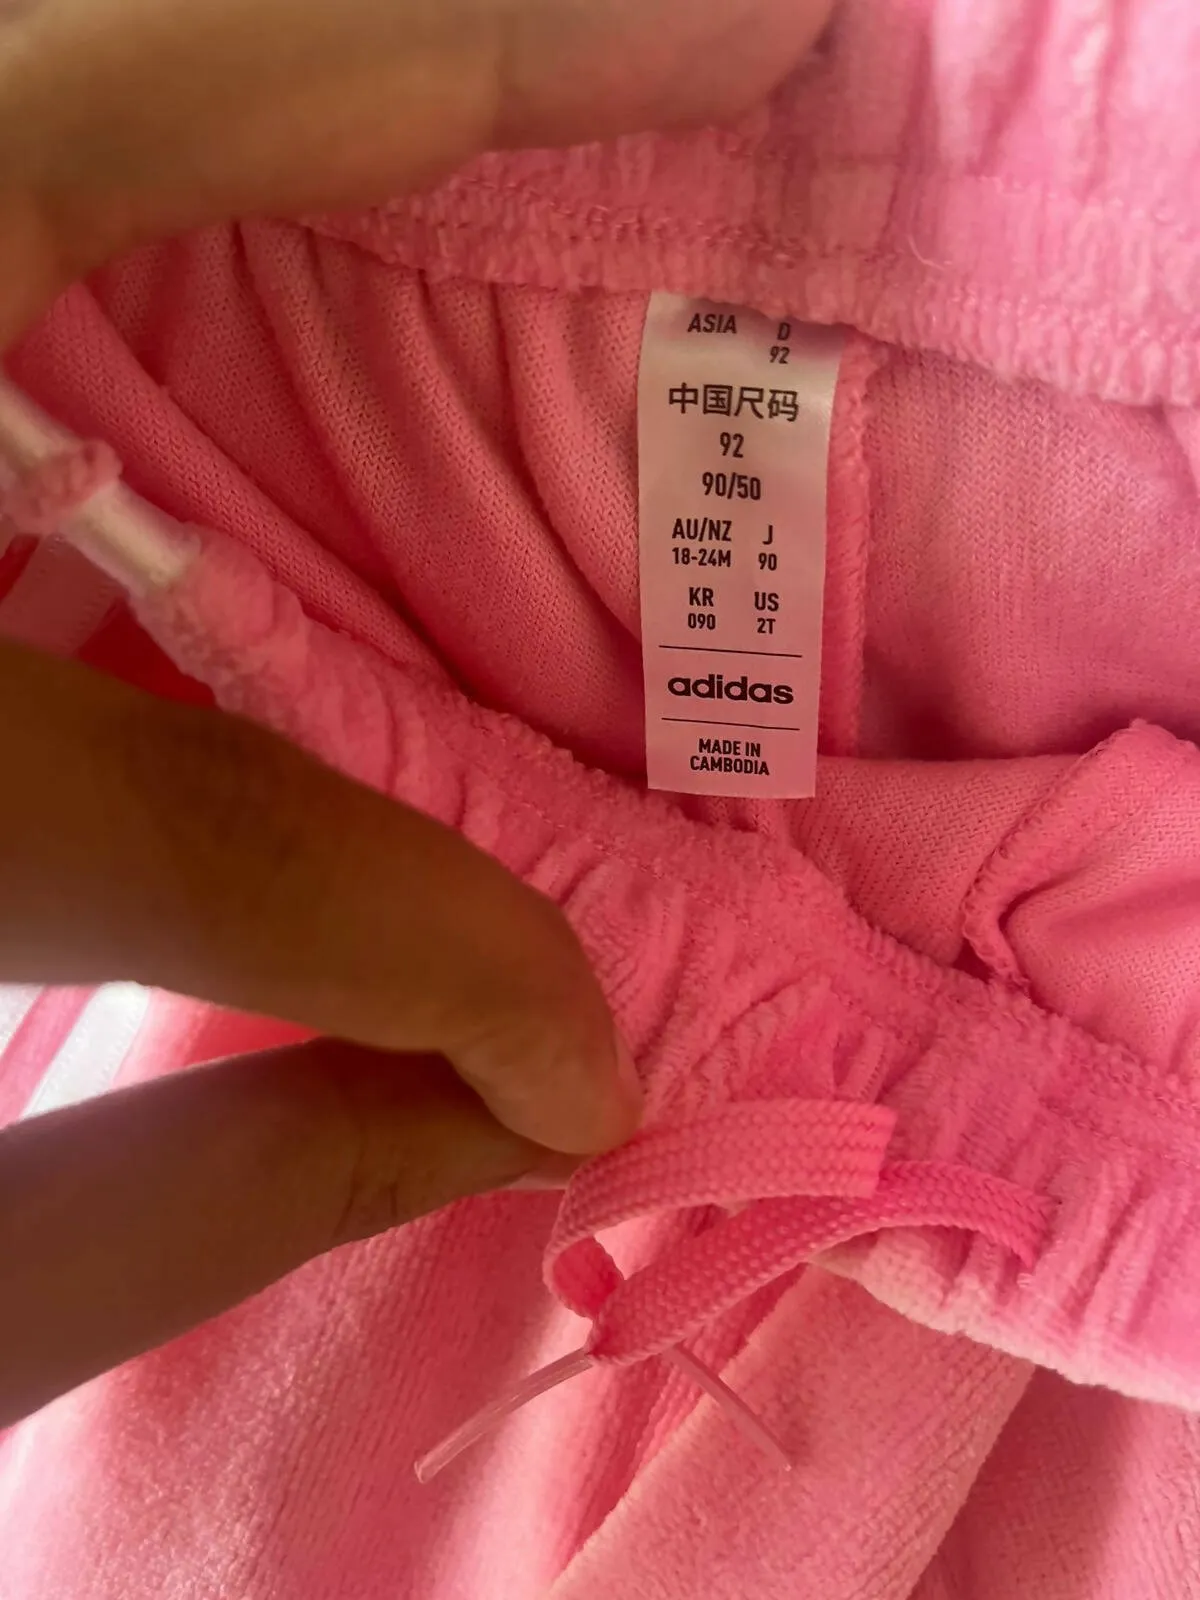 ASIA D
92
中国尺码
92
90/50
AU/NZ J
18-24M 90
KR US
090 2T
adidas
MADE IN
CAMBODIA